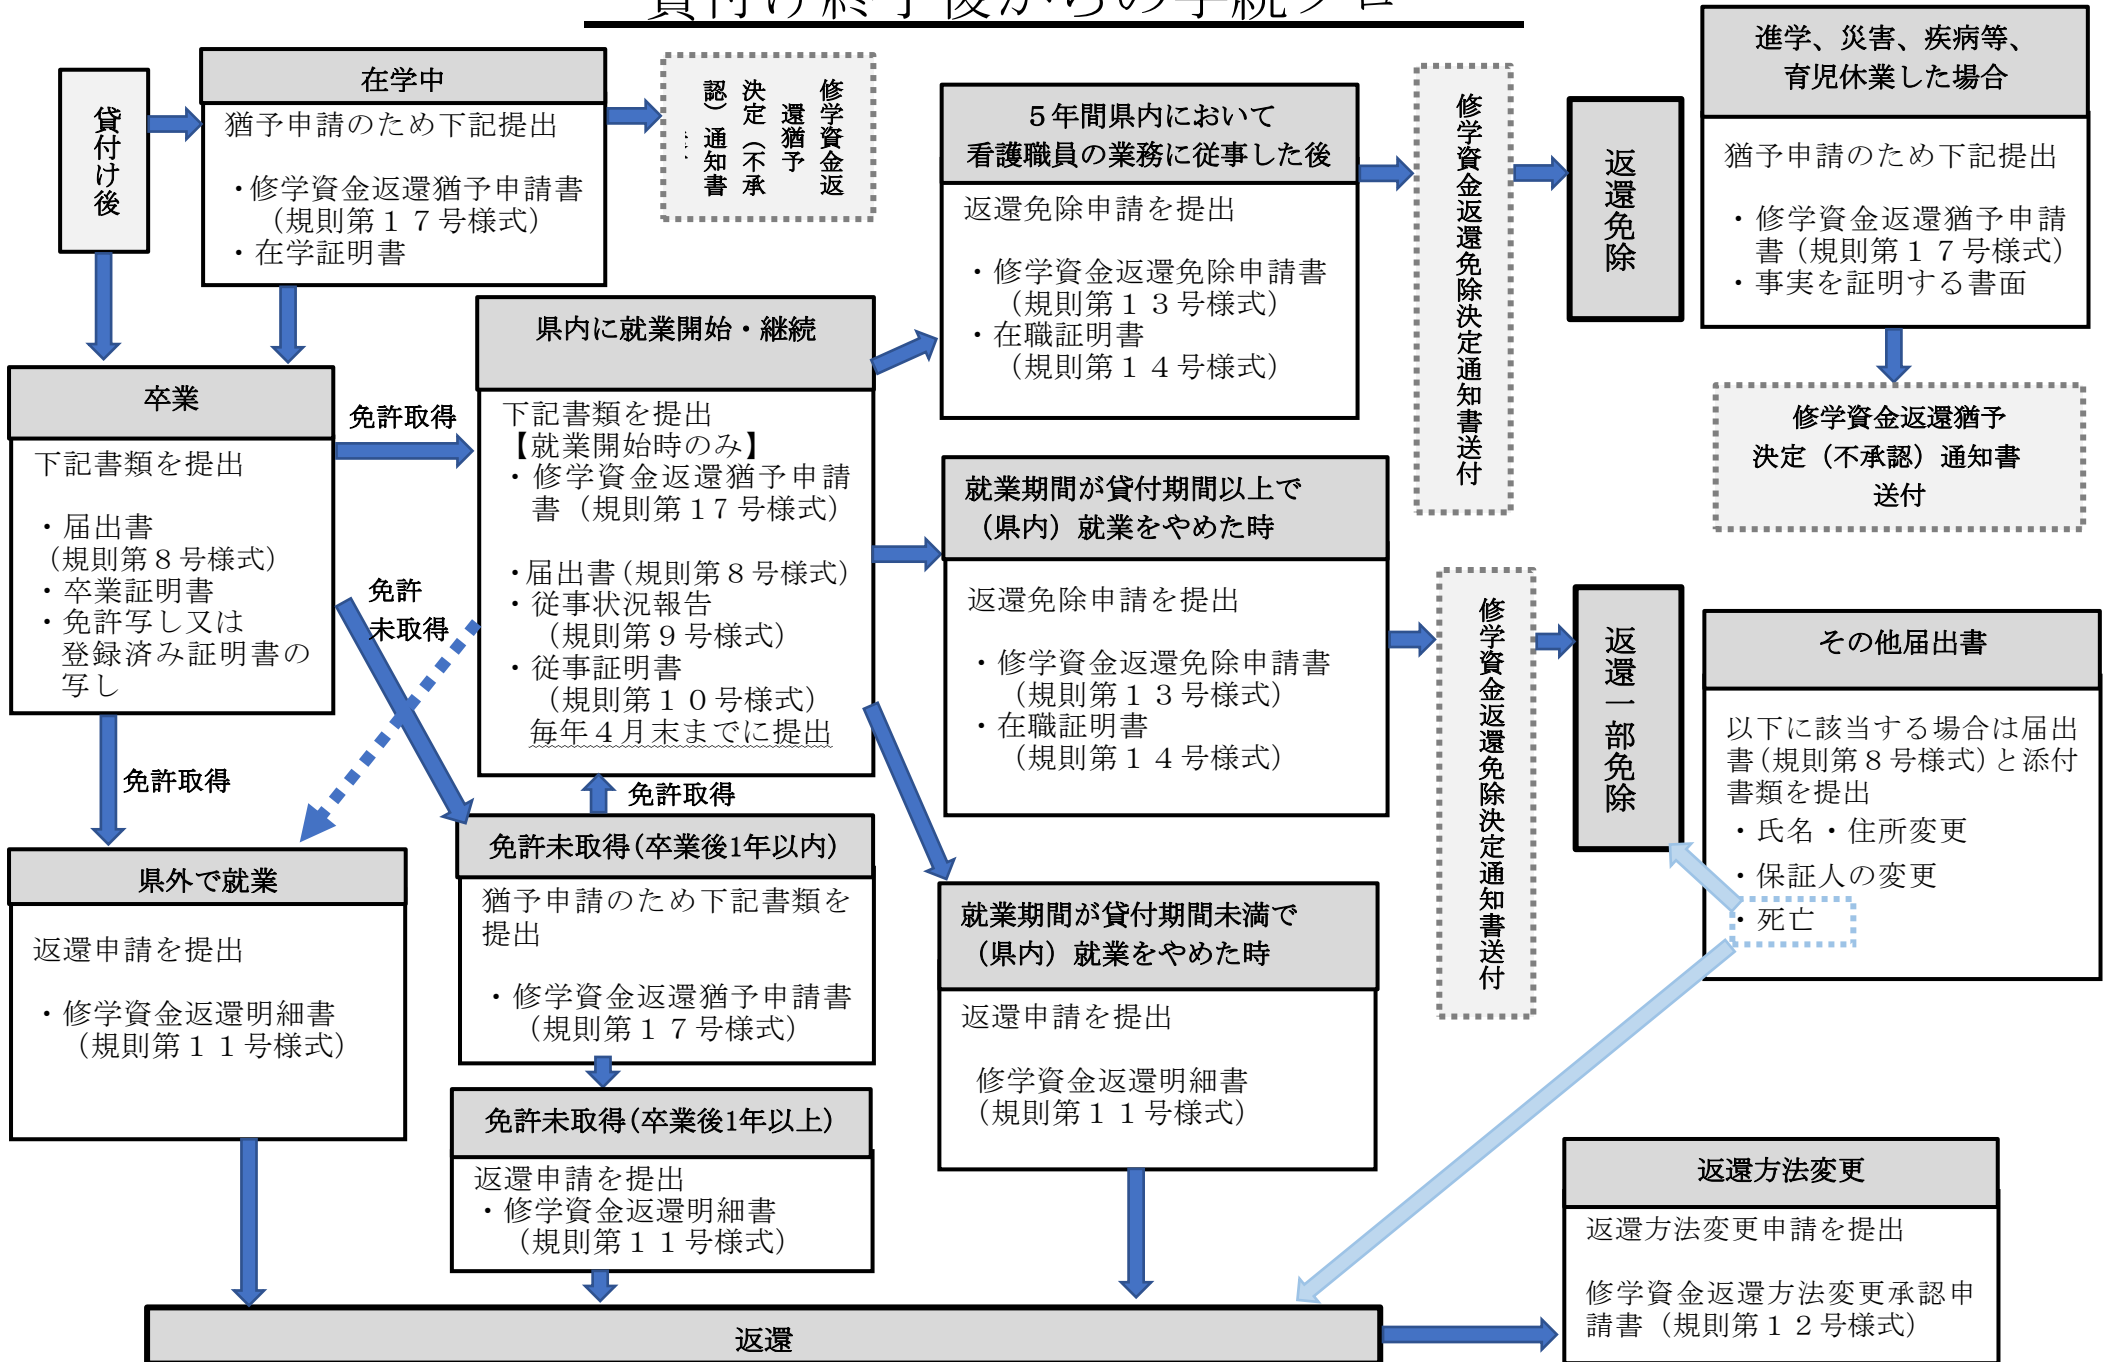 貸付け終了後からの手続フロー
貸付け後
在学中
猶予申請のため下記提出
・修学資金返還猶予申請書
（規則第１７号様式）
・在学証明書
修学資金返
還猶予
決定（不承
認）通知書
卒業
下記書類を提出
・届出書
（規則第８号様式）
・卒業証明書
・免許写し又は
登録済み証明書の
写し
免許取得
免許
未取得
免許取得
県外で就業
返還申請を提出
・修学資金返還明細書
（規則第１１号様式）
県内に就業開始・継続
下記書類を提出
【就業開始時のみ】
・修学資金返還猶予申請
書（規則第17号様式）
・届出書（規則第８号様式）
・従事状況報告
（規則第９号様式）
・従事証明書
（規則第１０号様式）
毎年４月末までに提出
免許取得
免許未取得(卒業後1年以内)
猶予申請のため下記書類を
提出
・修学資金返還猶予申請書
（規則第１７号様式）
免許未取得(卒業後1年以上)
返還申請を提出
・修学資金返還明細書
（規則第１１号様式）
５年間県内において
看護職員の業務に従事した後
返還免除申請を提出
・修学資金返還免除申請書
（規則第１３号様式）
・在職証明書
（規則第１４号様式）
修学資金返還免除決定通知書送付
返還免除
就業期間が貸付期間以上で
（県内）就業をやめた時
返還免除申請を提出
・修学資金返還免除申請書
（規則第１３号様式）
・在職証明書
（規則第１４号様式）
修学資金返還免除決定通知書送付
返還一部免除
就業期間が貸付期間未満で
（県内）就業をやめた時
返還申請を提出
修学資金返還明細書
（規則第１１号様式）
進学、災害、疾病等、
育児休業した場合
猶予申請のため下記提出
・修学資金返還猶予申請
書（規則第１７号様式）
・事実を証明する書面
修学資金返還猶予
決定（不承認）通知書
送付
その他届出書
以下に該当する場合は届出
書（規則第８号様式）と添付
書類を提出
・氏名・住所変更
・保証人の変更
・死亡
返還
返還方法変更
返還方法変更申請を提出
修学資金返還方法変更承認申
請書（規則第１２号様式）